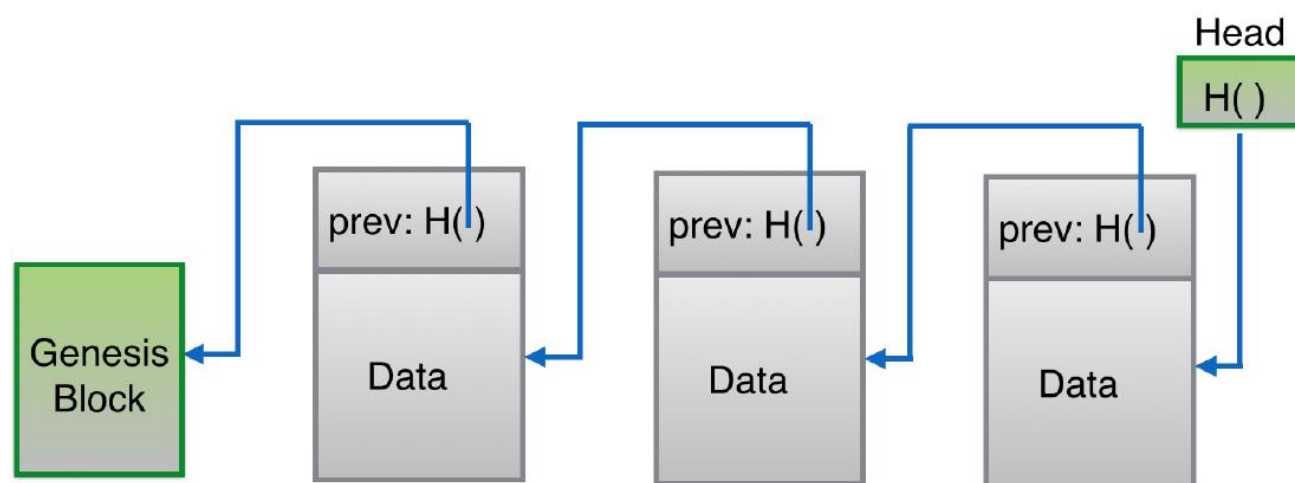 Head
H( )
prev: H( )
prev: H( )
prev: H( )
Genesis
Block
Data
Data
Data